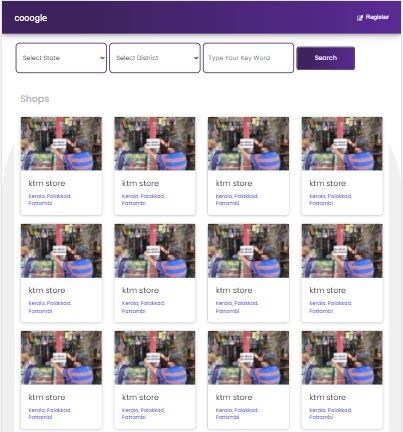 cooogle
Register
Select State
Select District
Type Your Key Word
Search
Shops
ktm store
Kerala, Palakkad,
Pattambi
ktm store
Kerala, Palakkad,
Pattambi
ktm store
Kerala, Palakkad,
Pattambi
ktm store
Kerala, Palakkad,
Pattambi
ktm store
Kerala, Palakkad,
Pattambi
ktm store
Kerala, Palakkad,
Pattambi
ktm store
Kerala, Palakkad,
Pattambi
ktm store
Kerala, Palakkad,
Pattambi
ktm store
Kerala, Palakkad,
Pattambi
ktm store
Kerala, Palakkad,
Pattambi
ktm store
Kerala, Palakkad,
Pattambi
ktm store
Kerala, Palakkad,
Pattambi